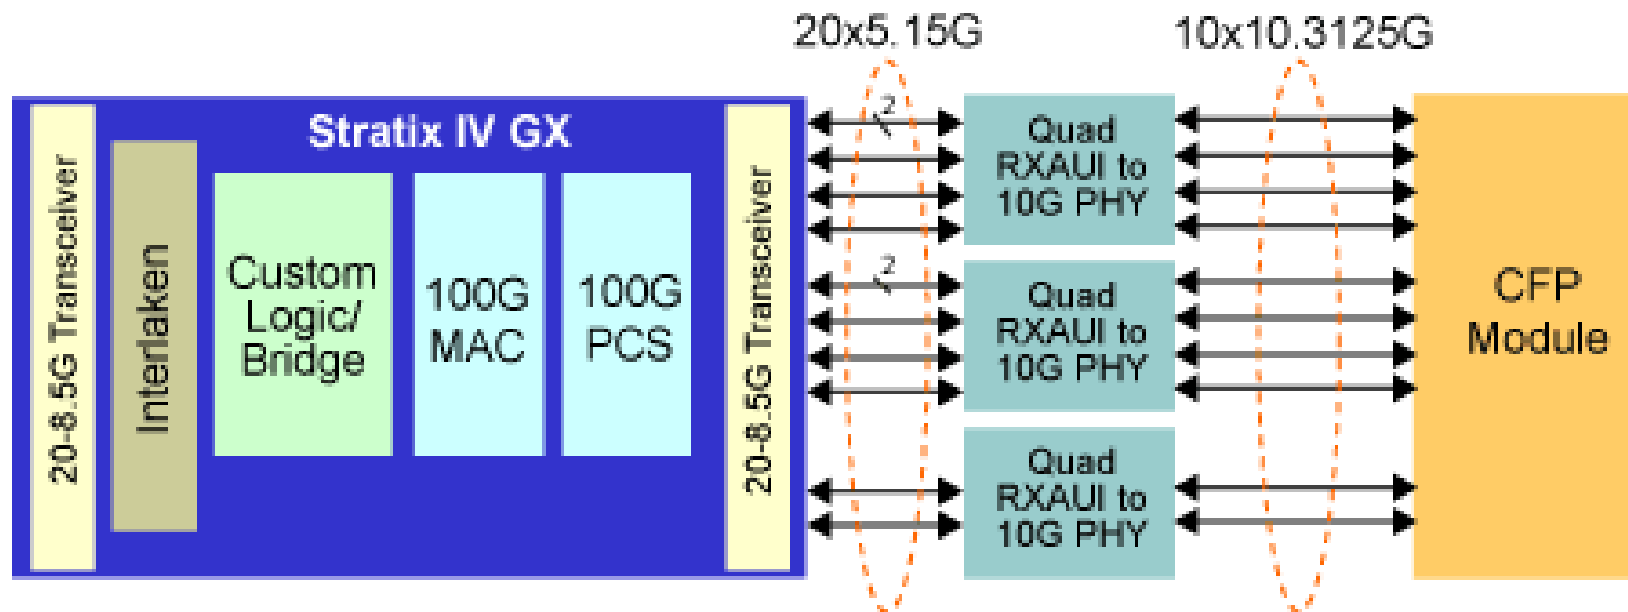 20x5.15G
10x10.3125G
Stratix IV GX
20-8.5G Transceiver
Interlaken
Custom
Logic/
Bridge
100G
MAC
100G
PCS
20-8.5G Transceiver
2
2
Quad
RXAUI to
10G PHY
Quad
RXAUI to
10G PHY
Quad
RXAUI to
10G PHY
CFP
Module